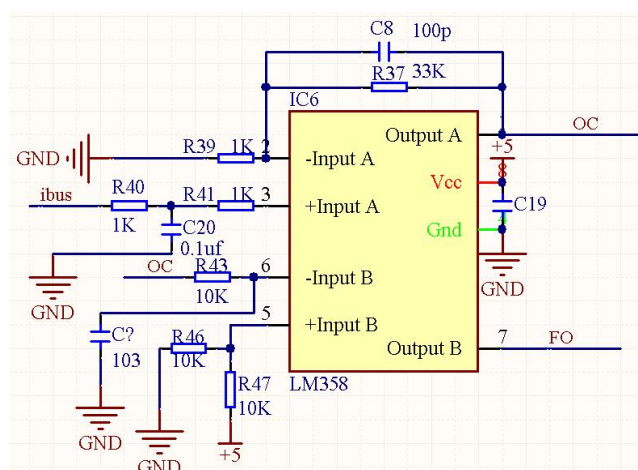 C8 100p
R37 33K
IC6
OC
Output A
1
+5
R39 1K 2
-Input A
GND
8
Vcc
ibus R40 R41 1K 3
+Input A
C19
1K
C20
0.1uf
Gnd
4
OC
R43
6
-Input B
10K
GND
GND
5
+Input B
C?
103
R46
10K
Output B
7
FO
R47
10K
LM358
GND
GND
+5